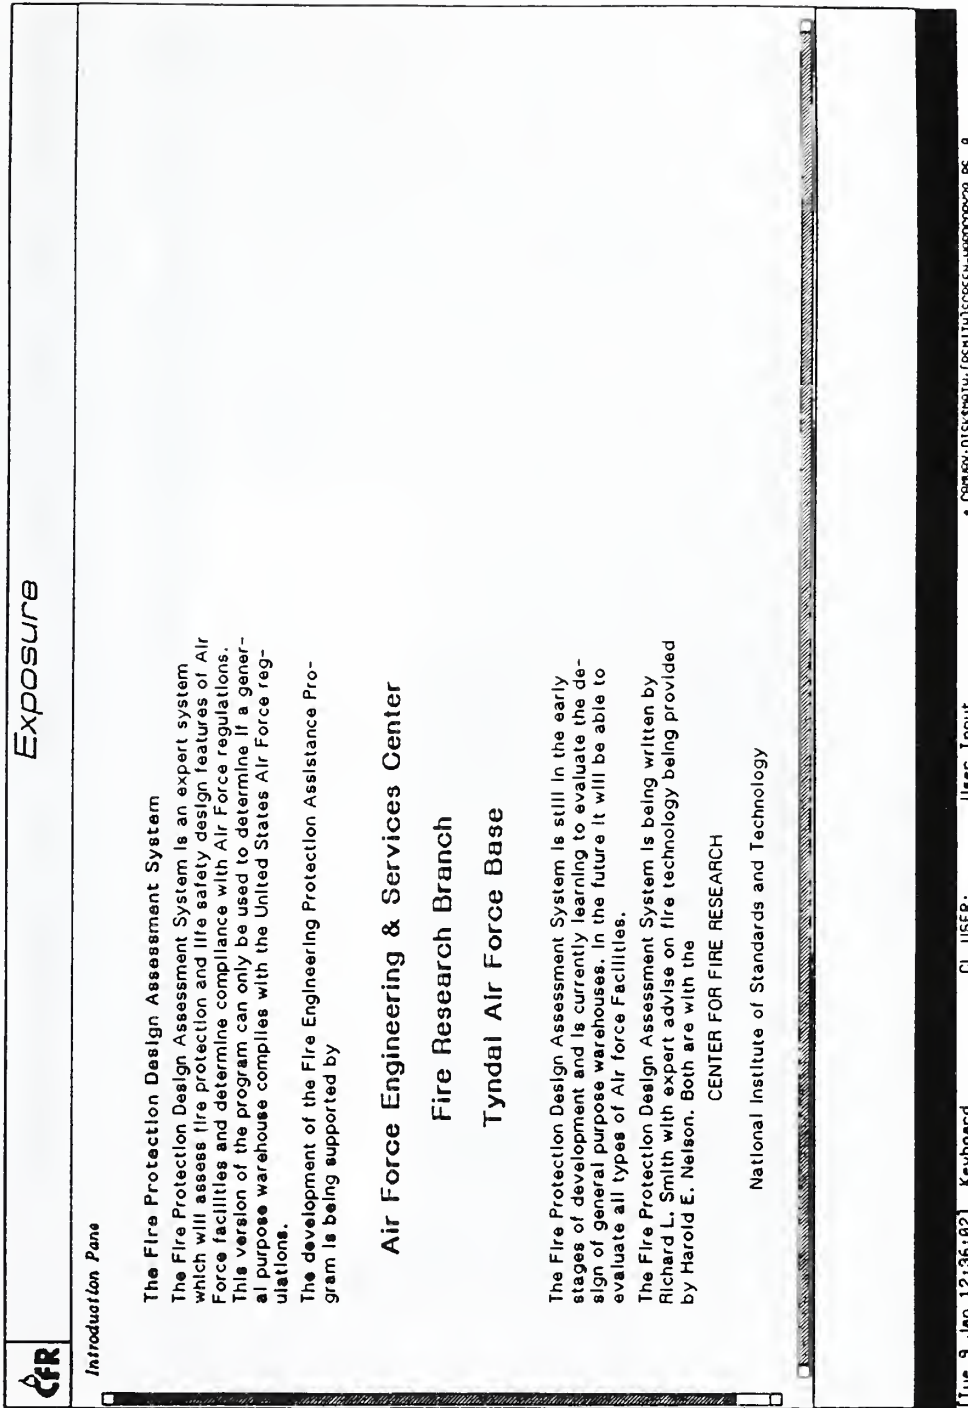 CFR
Exposure
Introduction Pane
The Fire Protection Design Assessment System
The Fire Protection Design Assessment System is an expert system
which will assess fire protection and life safety design features of Air
Force facilities and determine compliance with Air Force regulations.
This version of the program can only be used to determine if a gener-
al purpose warehouse complies with the United States Air Force reg-
ulations.
The development of the Fire Engineering Protection Assistance Pro-
gram is being supported by
Air Force Engineering & Services Center
Fire Research Branch
Tyndal Air Force Base
The Fire Protection Design Assessment System is still in the early
stages of development and is currently learning to evaluate the de-
sign of general purpose warehouses. In the future it will be able to
evaluate all types of Air force Facilities.
The Fire Protection Design Assessment System is being written by
Richard L. Smith with expert advise on fire technology being provided
by Harold E. Nelson. Both are with the
CENTER FOR FIRE RESEARCH
National Institute of Standards and Technology
[Tue 9 Jan 12:36:02] Keyboard CL USER: User Input